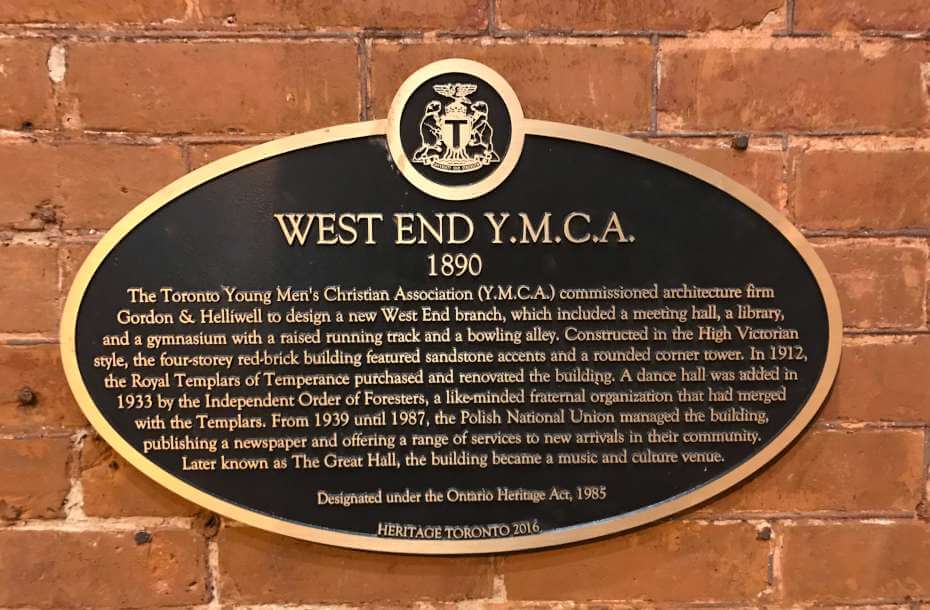 T
WEST END Y.M.C.A.
1890
The Toronto Young Men's Christian Association (Y.M.C.A.) commissioned architecture firm
Gordon & Helliwell to design a new West End branch, which included a meeting hall, a library,
and a gymnasium with a raised running track and a bowling alley. Constructed in the High Victorian
style, the four-storey red-brick building featured sandstone accents and a rounded corner tower. In 1912,
the Royal Templars of Temperance purchased and renovated the building. A dance hall was added in
1933 by the Independent Order of Foresters, a like-minded fraternal organization that had merged
with the Templars. From 1939 until 1987, the Polish National Union managed the building,
publishing a newspaper and offering a range of services to new arrivals in their community.
Later known as The Great Hall, the building became a music and culture venue.
Designated under the Ontario Heritage Act, 1985
HERITAGE TORONTO 2016